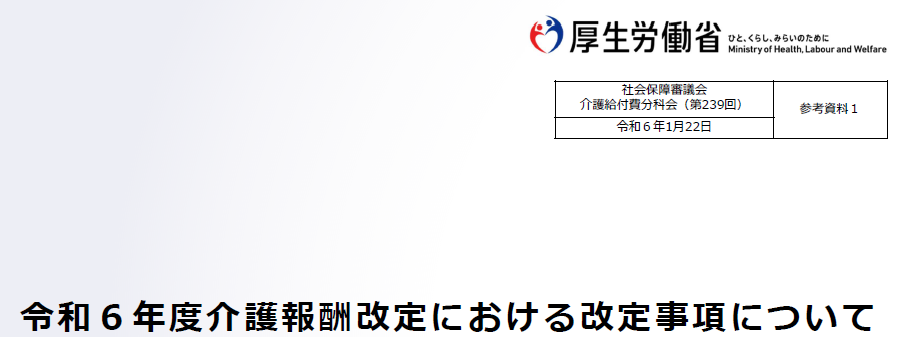 厚生労働省
ひと、くらし、みらいのために
Ministry of Health, Labour and Welfare
社会保障審議会
介護給付費分科会（第239回）
参考資料１
令和６年1月22日
令和６年度介護報酬改定における改定事項について